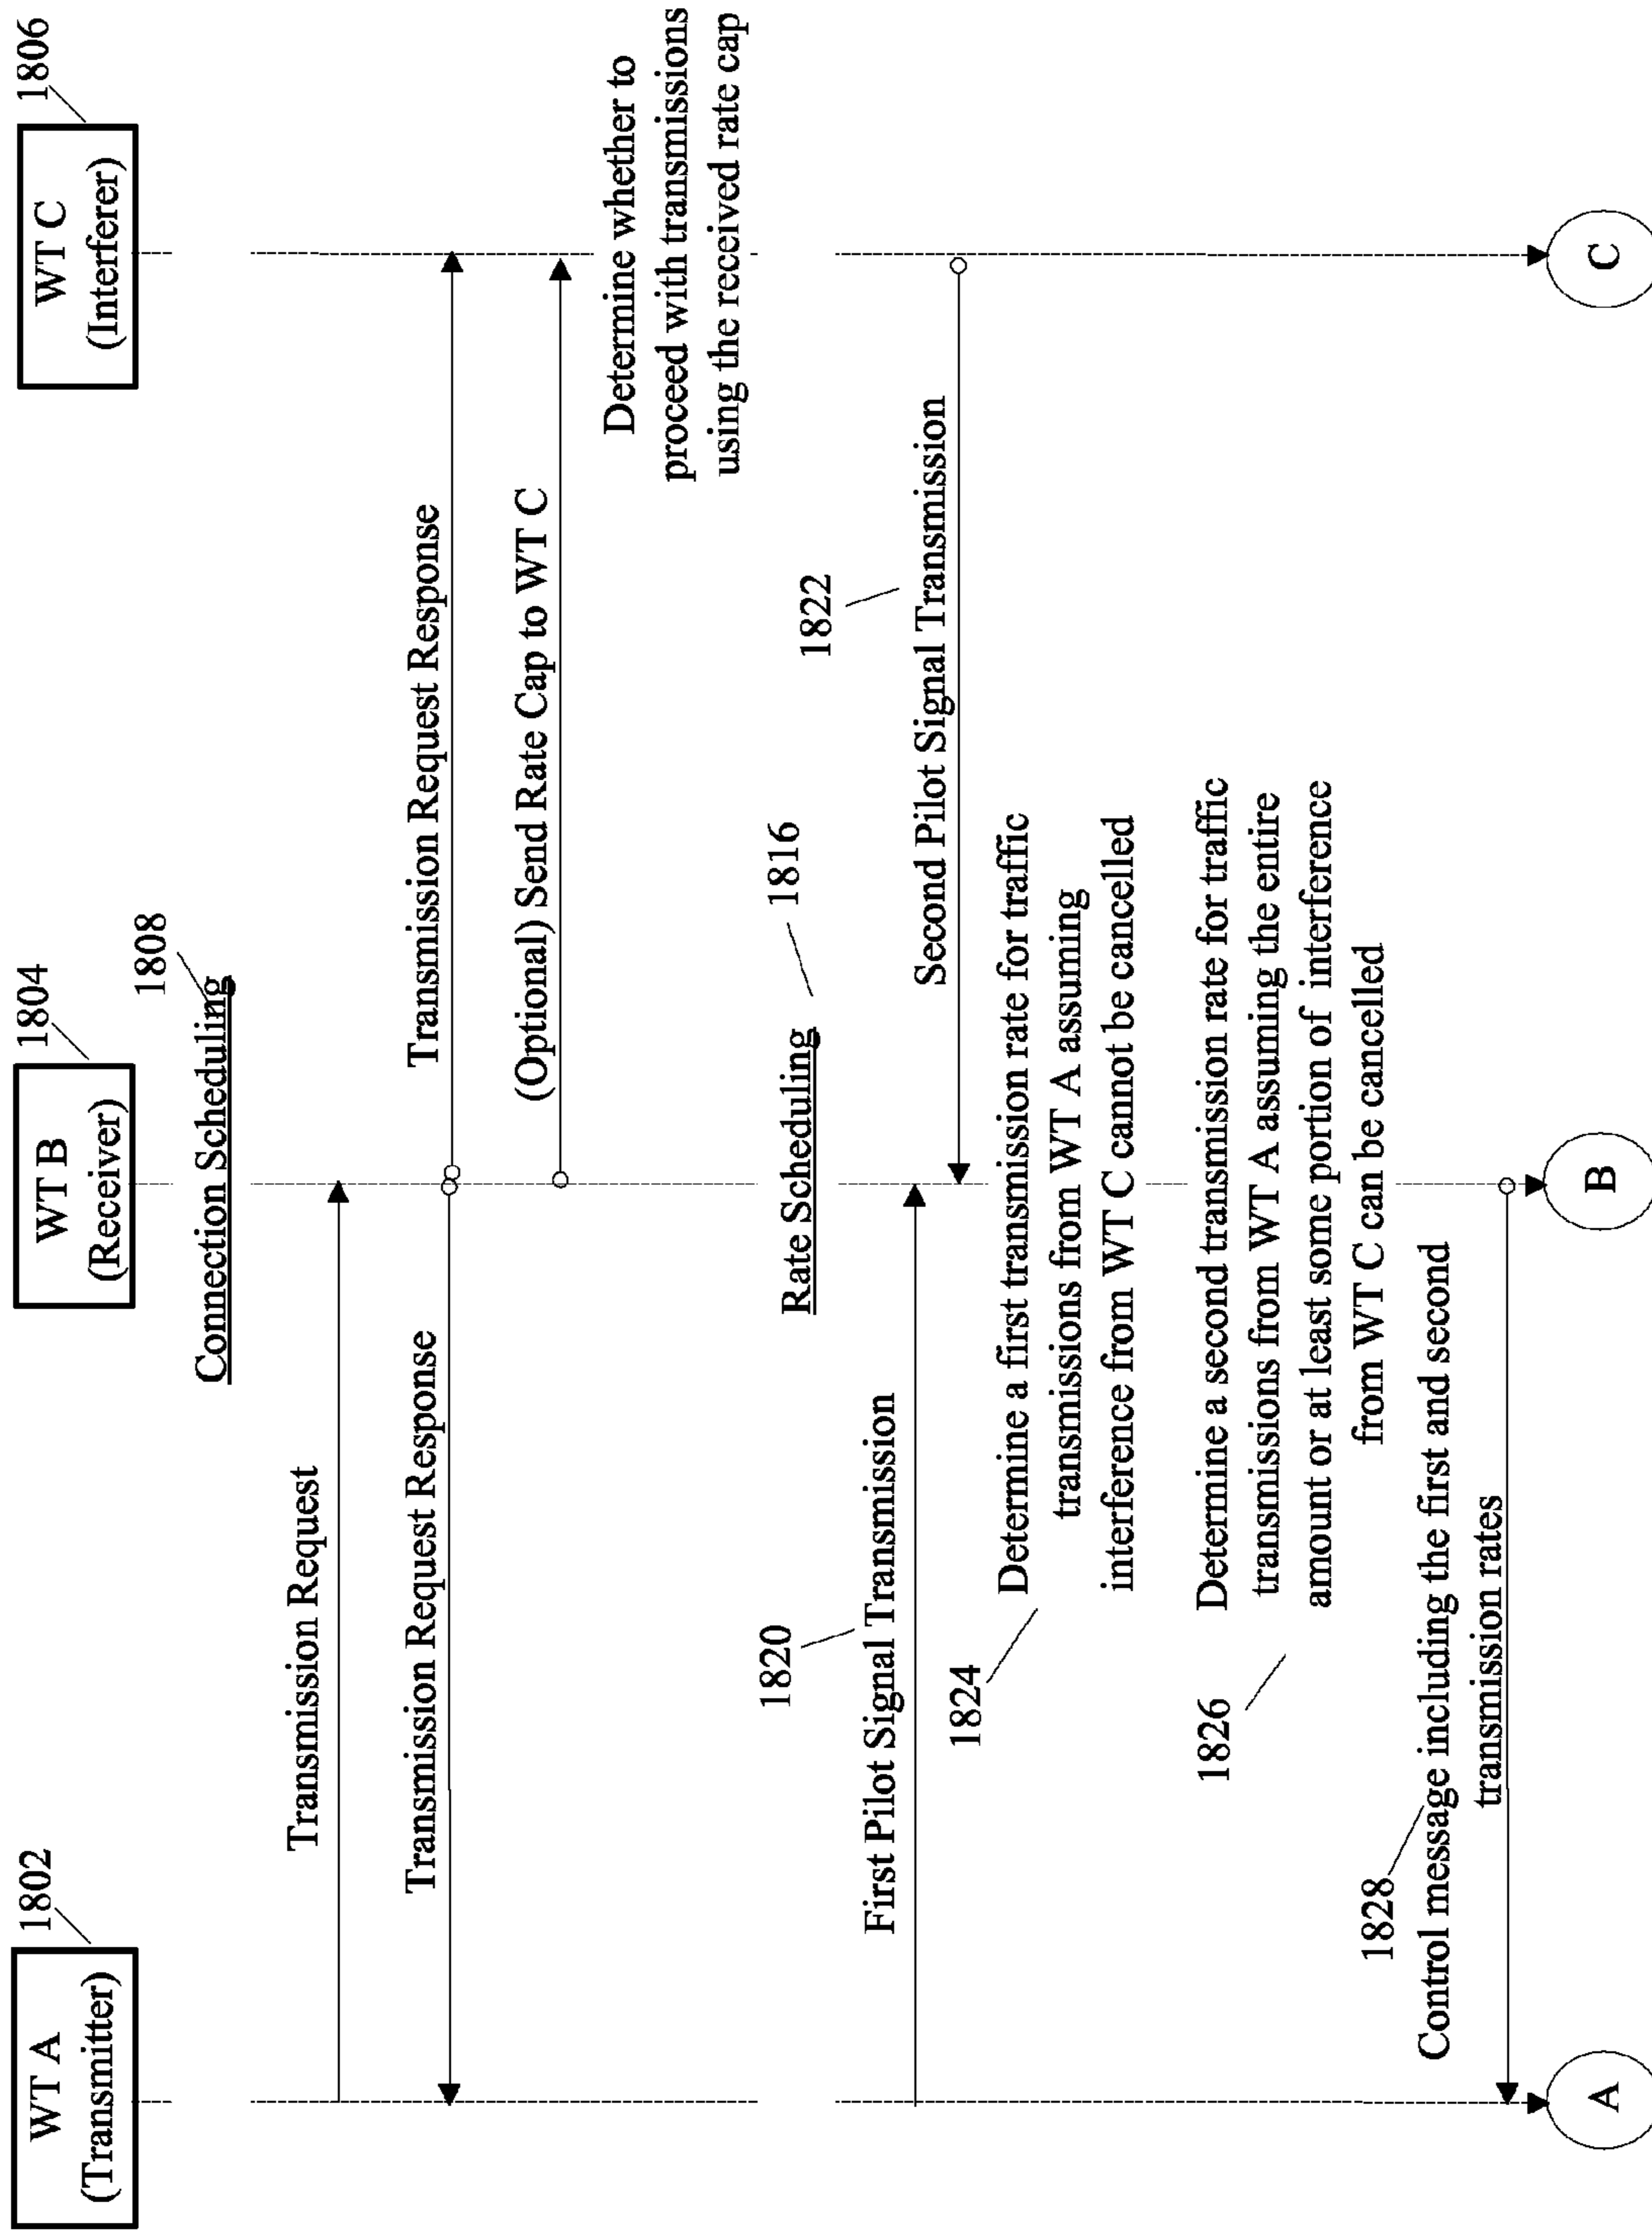 WT A
(Transmitter)
1802
WT B
(Receiver)
1804
WT C
(Interferer)
1806
1808
Connection Scheduling
Transmission Request
Transmission Request Response
Transmission Request Response
(Optional) Send Rate Cap to WT C
Determine whether to
proceed with transmissions
using the received rate cap
Rate Scheduling
1816
1820
First Pilot Signal Transmission
1822
Second Pilot Signal Transmission
1824
Determine a first transmission rate for traffic
transmissions from WT A assuming
interference from WT C cannot be cancelled
1826
Determine a second transmission rate for traffic
transmissions from WT A assuming the entire
amount or at least some portion of interference
from WT C can be cancelled
1828
Control message including the first and second
transmission rates
A
B
C